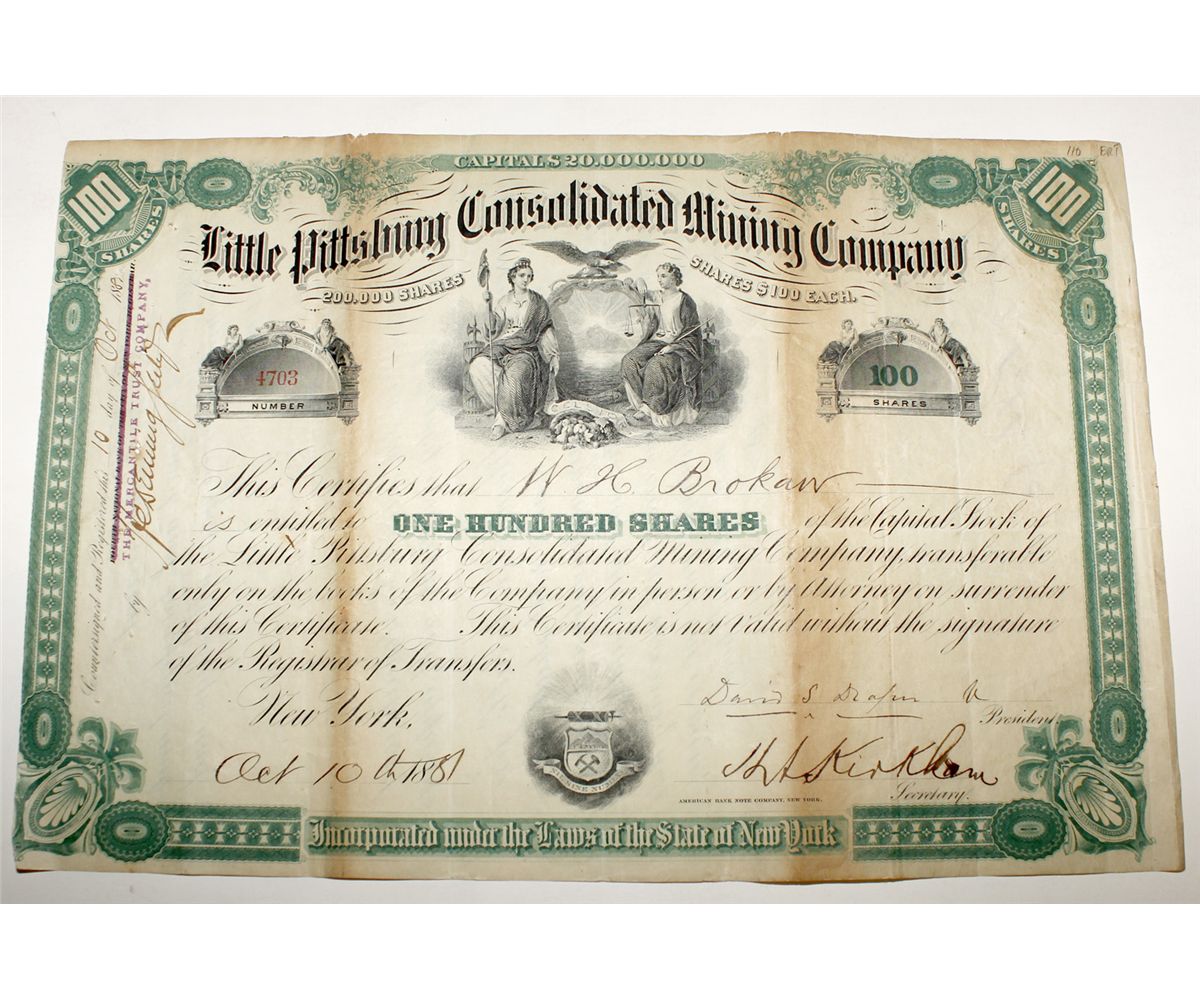 110 ERT
CAPITAL $20.000.000
100
SHARES
100
SHARES
Little Pittsburg Consolidated Mining Company
200.000 SHARES
SHARES $100 EACH.
4703
NUMBER
100
SHARES
This Certifies that W H Brokaw
is entitled to ONE HUNDRED SHARES of the Capital Stock of
the Little Pittsburg Consolidated Mining Company, transferable
only on the books of the Company in person or by Attorney on surrender
of this Certificate. This Certificate is not Valid without the signature
of the Registrar of Transfers.
New York,
Oct 10th 1881
David S Draper V
President.
Kirkham
Secretary.
AMERICAN BANK NOTE COMPANY, NEW YORK.
Incorporated under the Laws of the State of New York
Countersigned and Registered this 10 day of Oct 188
THE MERCANTILE TRUST COMPANY,
by